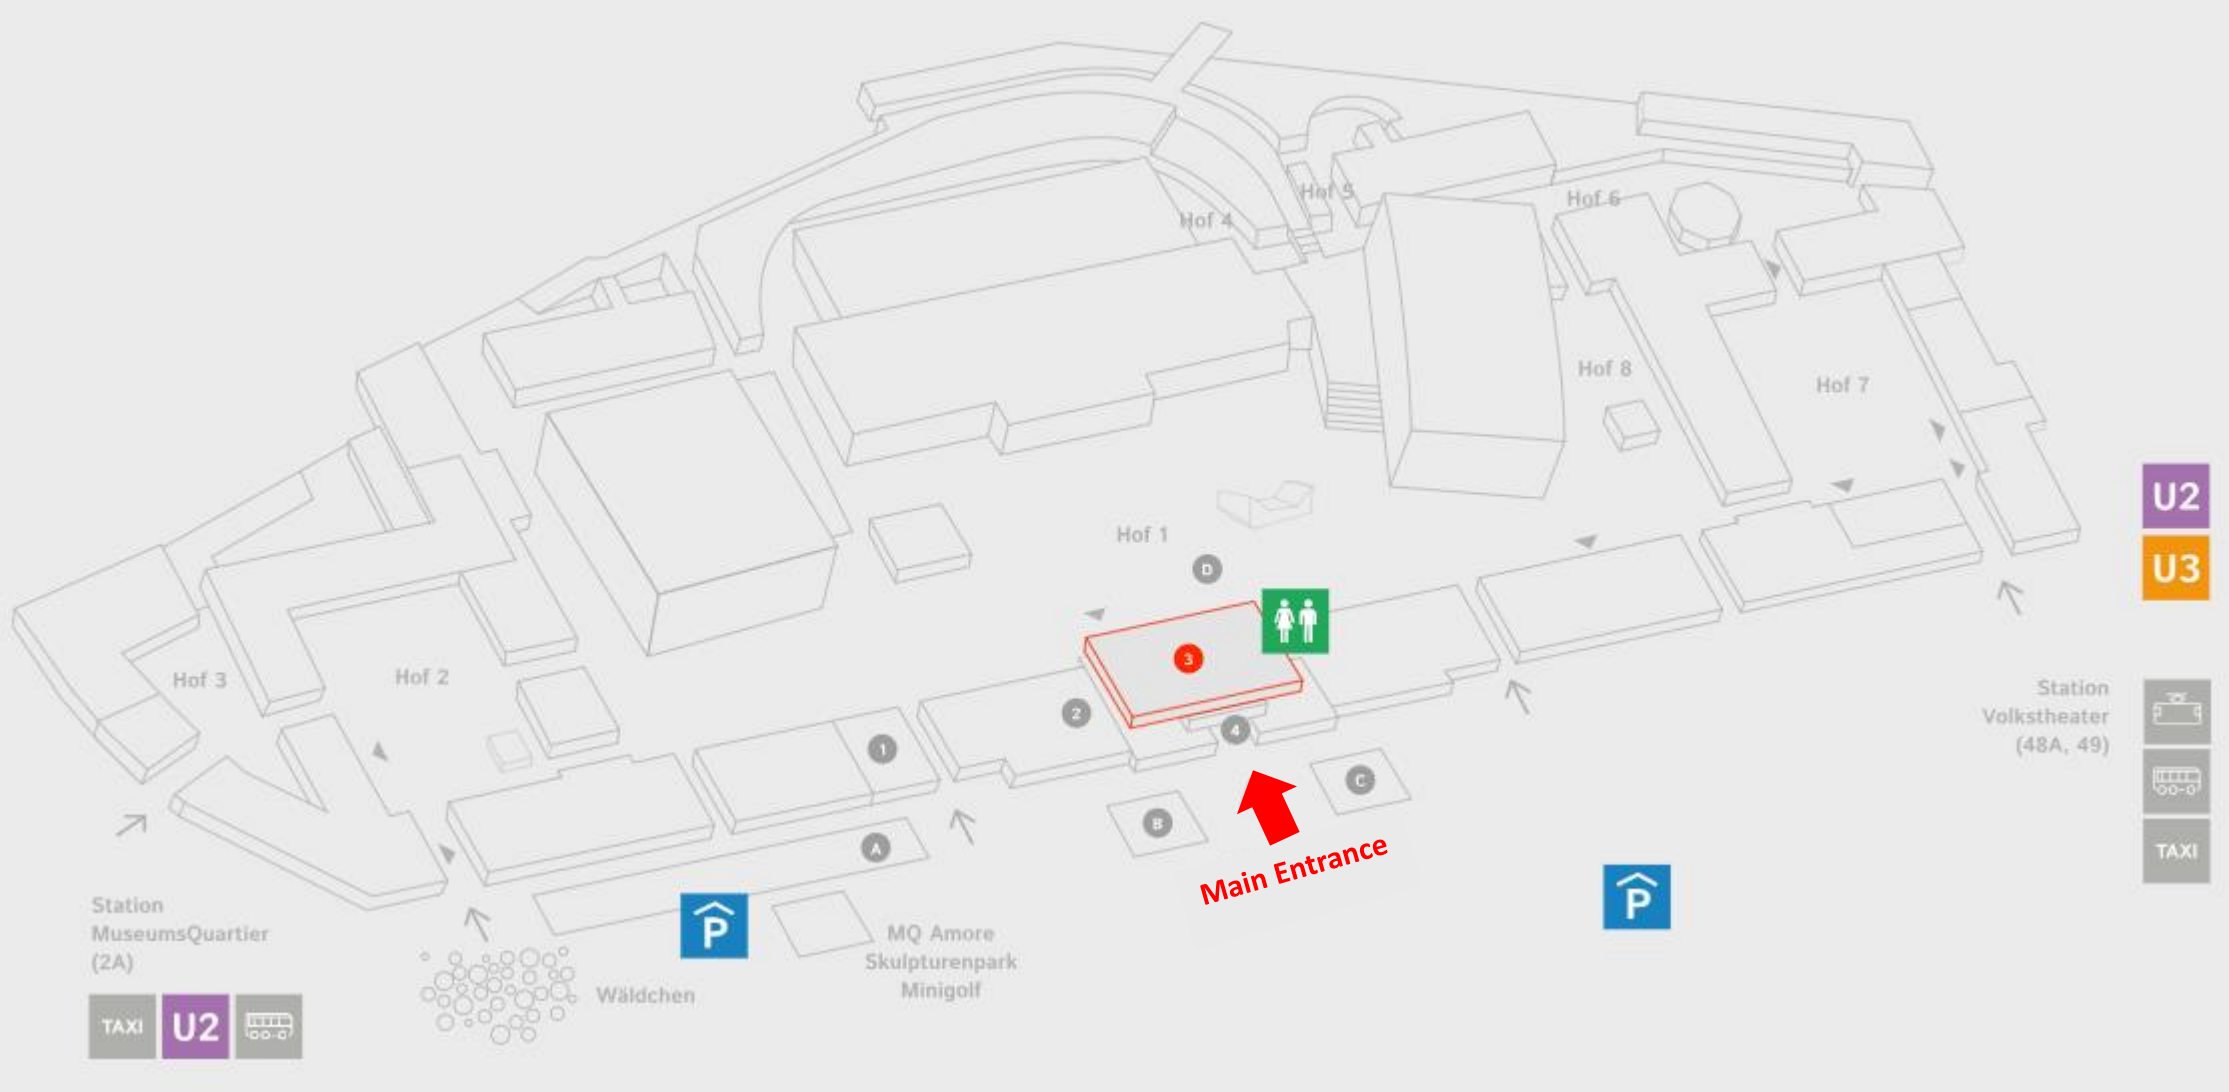 Hof 5
Hof 6
Hof 4
Hof 8
Hof 7
U2
Hof 1
D
U3
3
Hof 3
Hof 2
2
4
1
Station
Volkstheater
(48A, 49)
C
B
A
Main Entrance
TAXI
P
P
Station
MuseumsQuartier
(2A)
MQ Amore
Skulpturenpark
Minigolf
Wäldchen
TAXI
U2